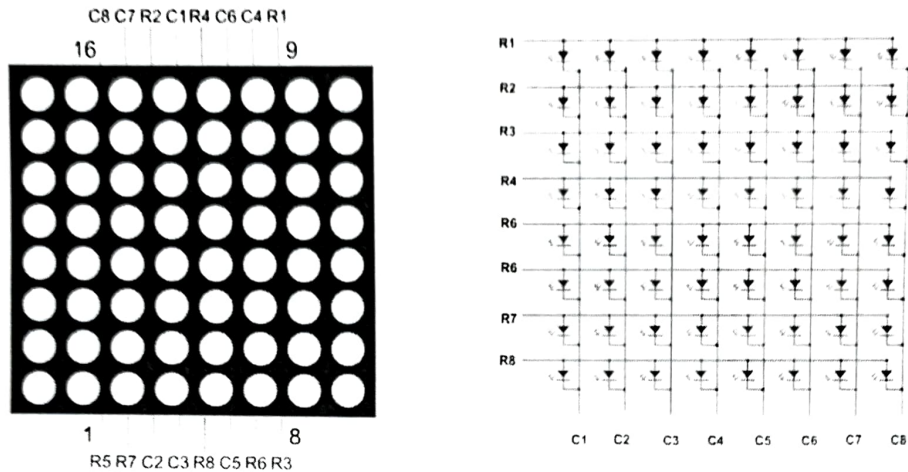 C8 C7 R2 C1 R4 C6 C4 R1
16 9
1 8
R5 R7 C2 C3 R8 C5 R6 R3
R1
R2
R3
R4
R6
R6
R7
R8
C1 C2 C3 C4 C5 C6 C7 C8